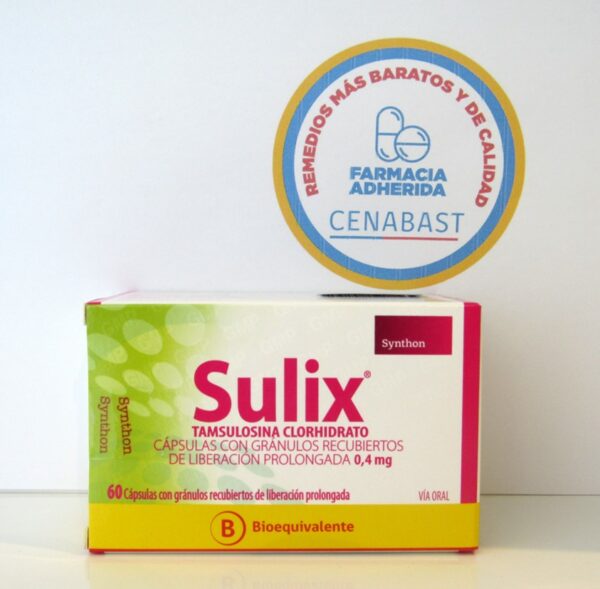 REMEDIOS MÁS BARATOS Y DE CALIDAD
FARMACIA
ADHERIDA
CENABAST
Synthon
Sulix®
TAMSULOSINA CLORHIDRATO
CÁPSULAS CON GRÁNULOS RECUBIERTOS
DE LIBERACIÓN PROLONGADA 0,4 mg
Synthon
Synthon
60 Cápsulas con gránulos recubiertos de liberación prolongada
VÍA ORAL
B Bioequivalente